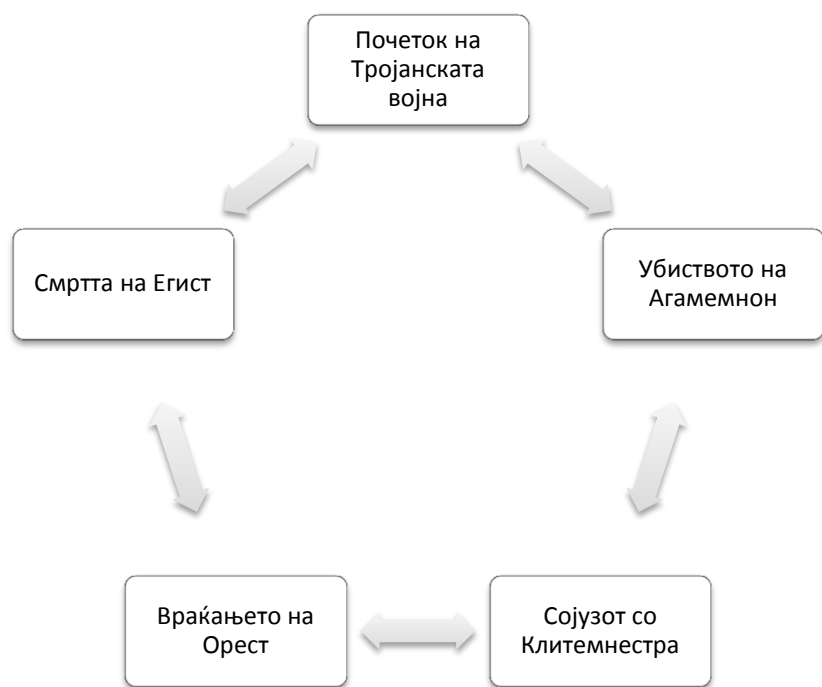 Почеток на
Тројанската
војна
Убиството на
Агамемнон
Сојузот со
Клитемнестра
Враќањето на
Орест
Смртта на Егист